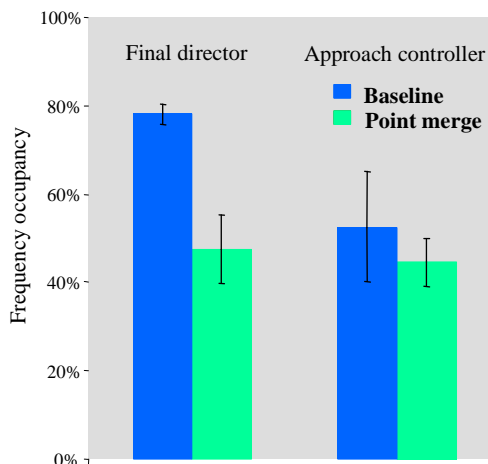 100%
Final director
Approach controller
Baseline
Point merge
80%
60%
40%
20%
0%
Frequency occupancy